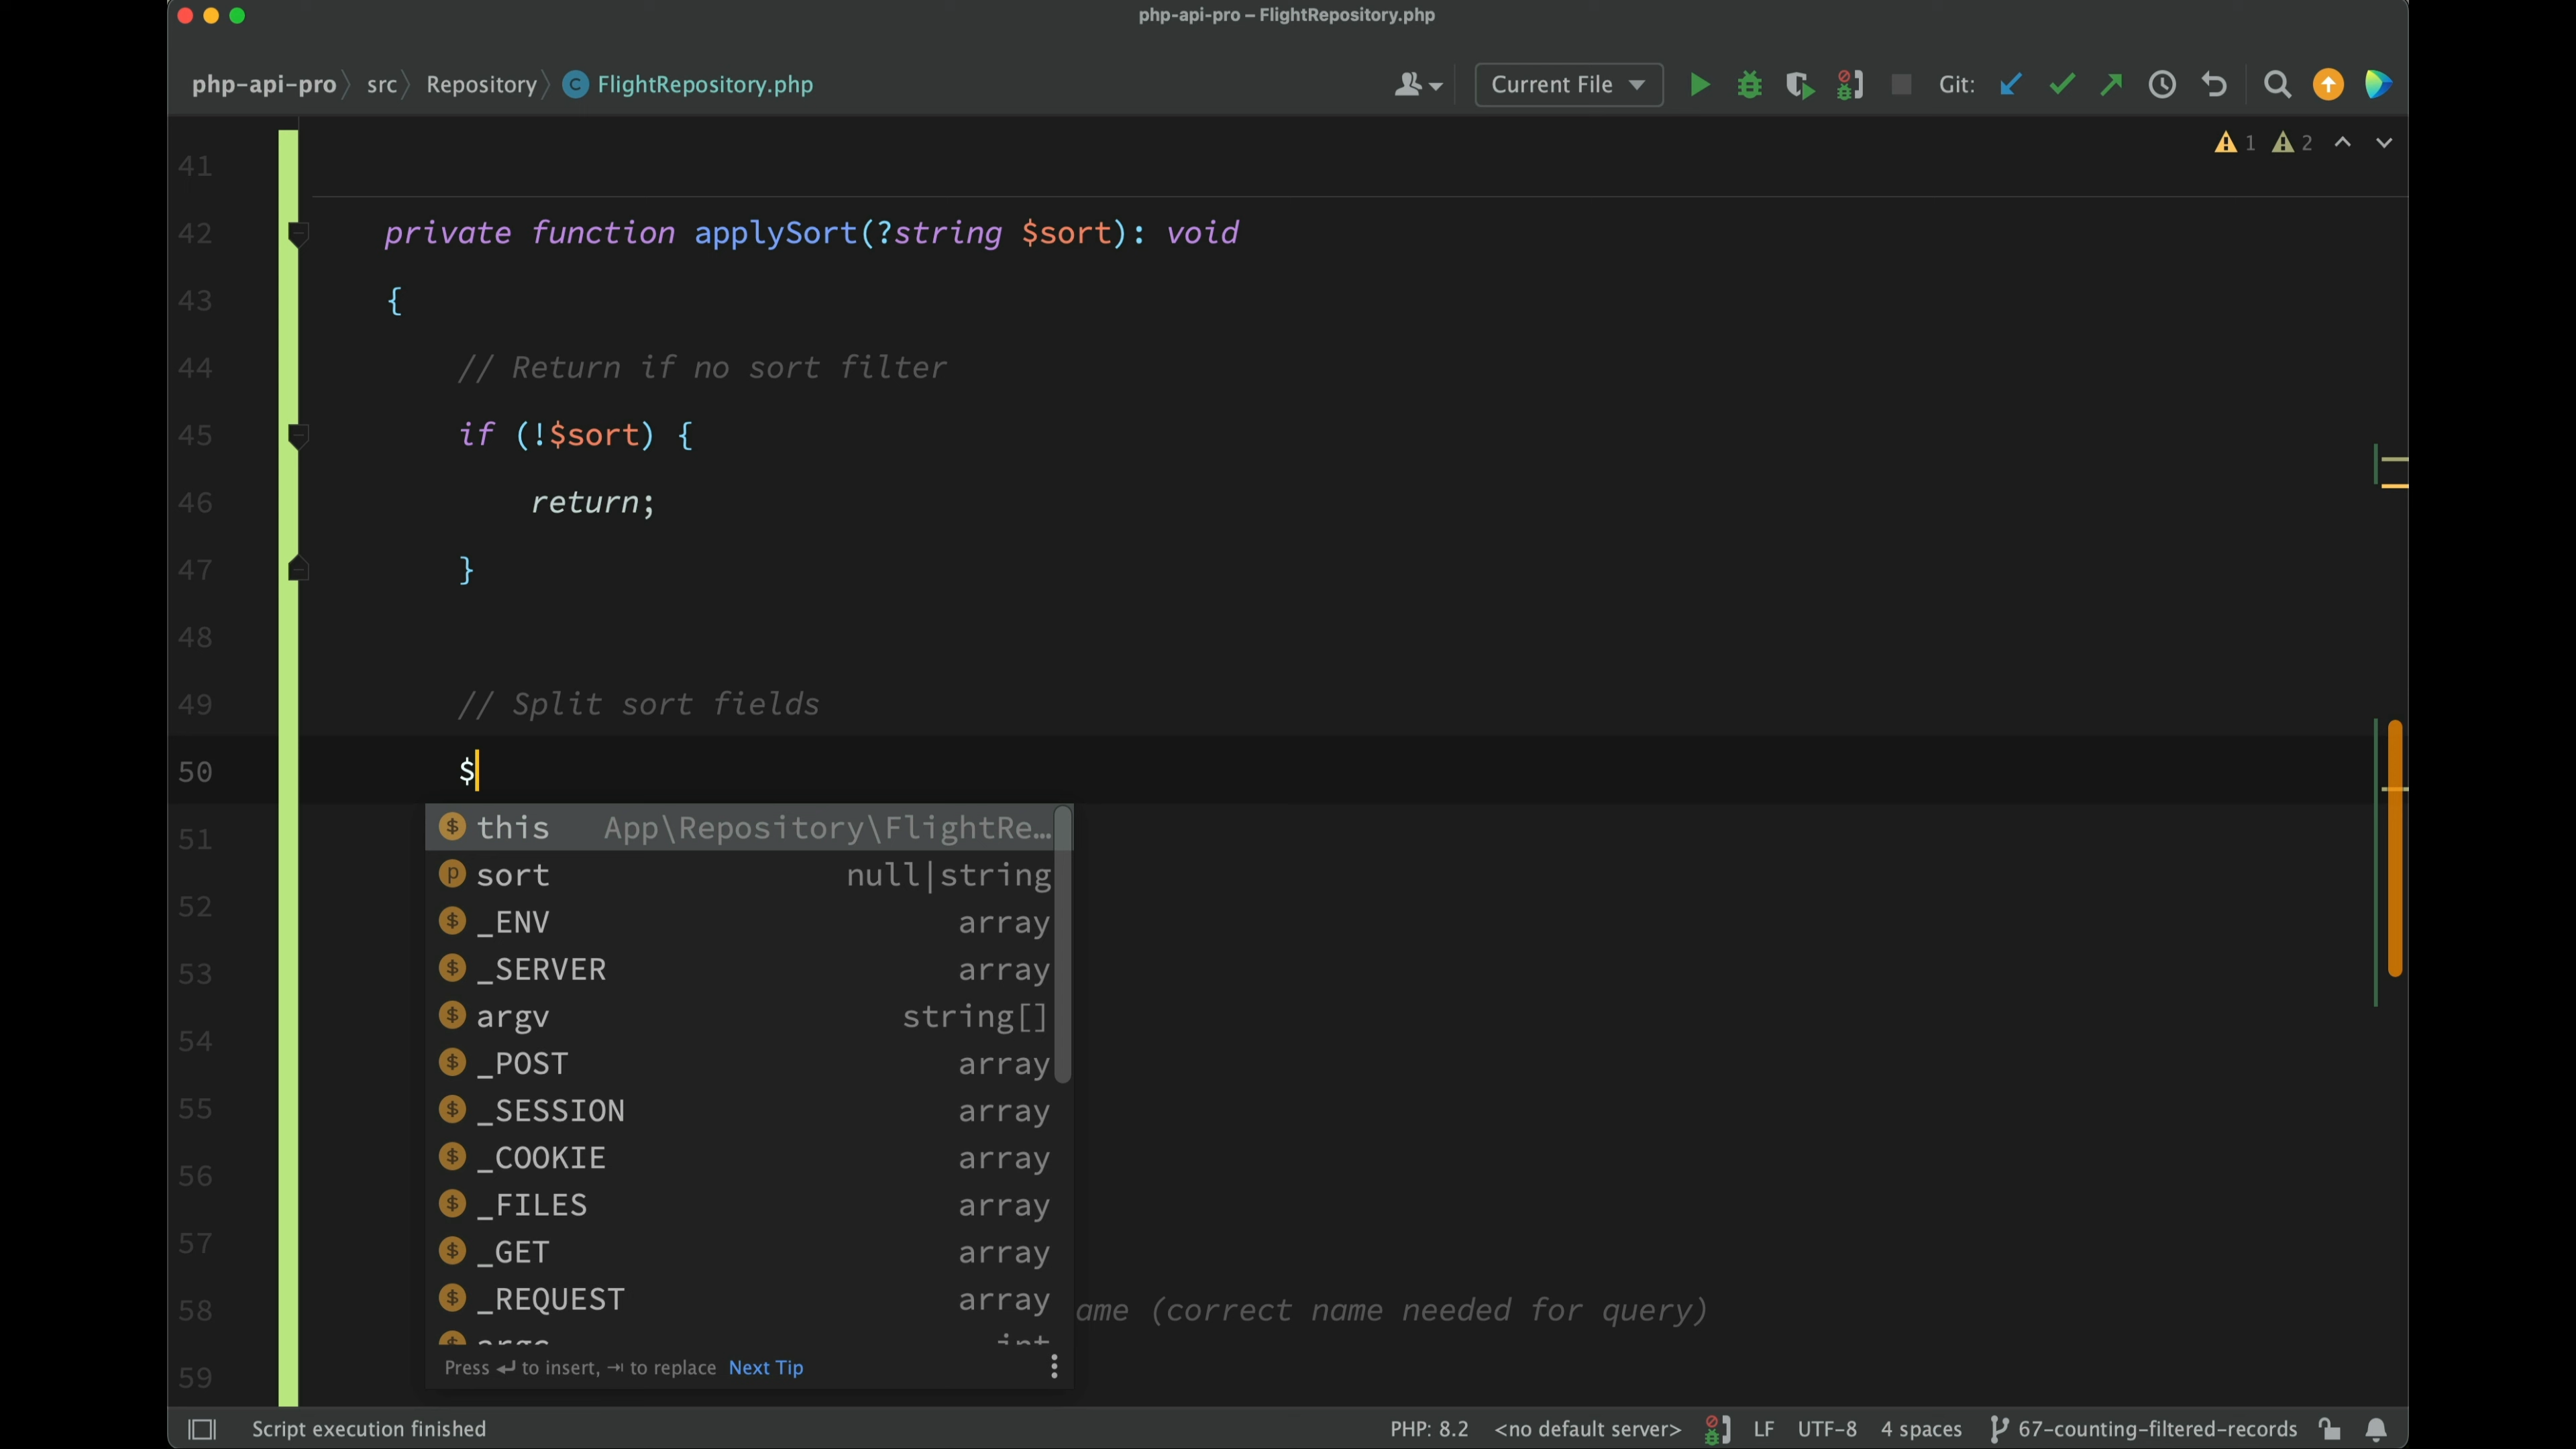 php-api-pro – FlightRepository.php
php-api-pro src Repository FlightRepository.php
Current File Git:
1 2
41
42 private function applySort(?string $sort): void
43 {
44 // Return if no sort filter
45 if (!$sort) {
46 return;
47 }
48
49 // Split sort fields
50 $
51
52
53
54
55
56
57
58 ame (correct name needed for query)
59
this App\Repository\FlightRe…
sort null|string
_ENV array
_SERVER array
argv string[]
_POST array
_SESSION array
_COOKIE array
_FILES array
_GET array
_REQUEST array
argc int
Press ↵ to insert, ⇥ to replace Next Tip
Script execution finished PHP: 8.2 <no default server> LF UTF-8 4 spaces 67-counting-filtered-records